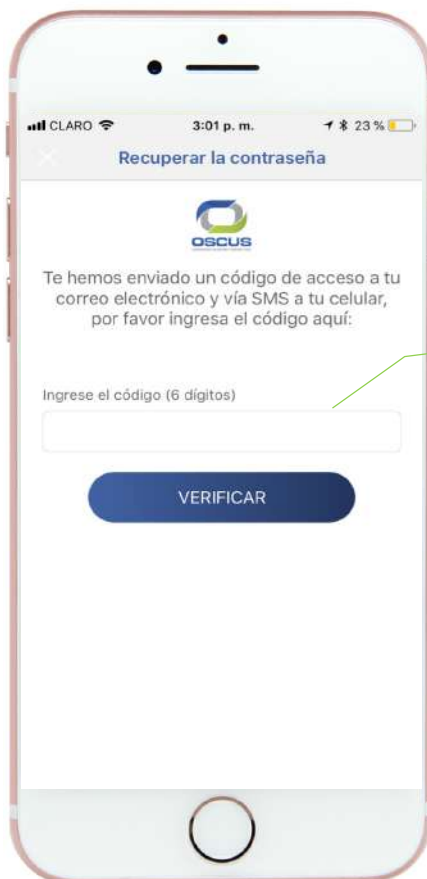 CLARO 3:01 p. m. 23 %
Recuperar la contraseña
OSCUS
Te hemos enviado un código de acceso a tu
correo electrónico y vía SMS a tu celular,
por favor ingresa el código aquí:
Ingrese el código (6 dígitos)
VERIFICAR